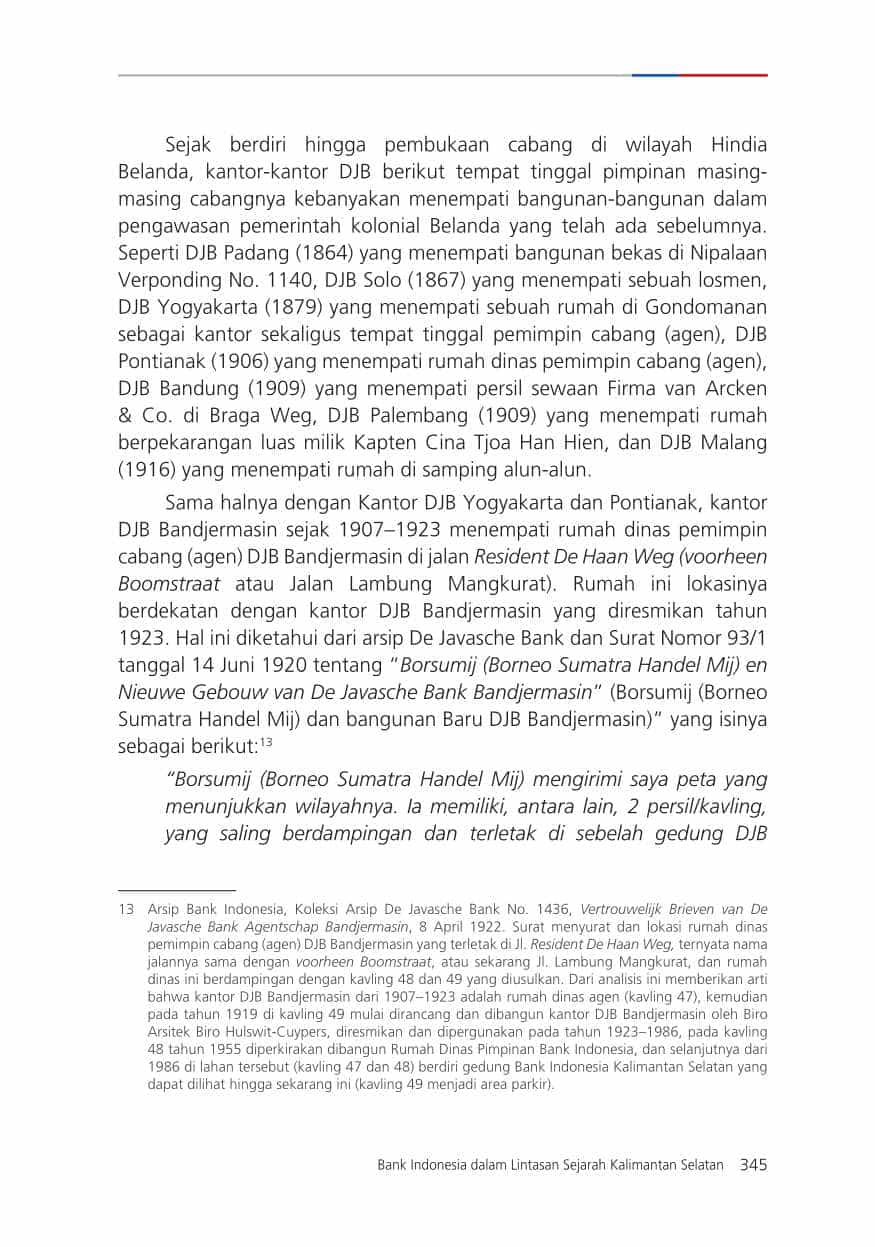 Sejak berdiri hingga pembukaan cabang di wilayah Hindia
Belanda, kantor-kantor DJB berikut tempat tinggal pimpinan masing-
masing cabangnya kebanyakan menempati bangunan-bangunan dalam
pengawasan pemerintah kolonial Belanda yang telah ada sebelumnya.
Seperti DJB Padang (1864) yang menempati bangunan bekas di Nipalaan
Verponding No. 1140, DJB Solo (1867) yang menempati sebuah losmen,
DJB Yogyakarta (1879) yang menempati sebuah rumah di Gondomanan
sebagai kantor sekaligus tempat tinggal pemimpin cabang (agen), DJB
Pontianak (1906) yang menempati rumah dinas pemimpin cabang (agen),
DJB Bandung (1909) yang menempati persil sewaan Firma van Arcken
& Co. di Braga Weg, DJB Palembang (1909) yang menempati rumah
berpekarangan luas milik Kapten Cina Tjoa Han Hien, dan DJB Malang
(1916) yang menempati rumah di samping alun-alun.
Sama halnya dengan Kantor DJB Yogyakarta dan Pontianak, kantor
DJB Bandjermasin sejak 1907–1923 menempati rumah dinas pemimpin
cabang (agen) DJB Bandjermasin di jalan Resident De Haan Weg (voorheen
Boomstraat atau Jalan Lambung Mangkurat). Rumah ini lokasinya
berdekatan dengan kantor DJB Bandjermasin yang diresmikan tahun
1923. Hal ini diketahui dari arsip De Javasche Bank dan Surat Nomor 93/1
tanggal 14 Juni 1920 tentang “Borsumij (Borneo Sumatra Handel Mij) en
Nieuwe Gebouw van De Javasche Bank Bandjermasin” (Borsumij (Borneo
Sumatra Handel Mij) dan bangunan Baru DJB Bandjermasin)” yang isinya
sebagai berikut:13
“Borsumij (Borneo Sumatra Handel Mij) mengirimi saya peta yang
menunjukkan wilayahnya. Ia memiliki, antara lain, 2 persil/kavling,
yang saling berdampingan dan terletak di sebelah gedung DJB
13 Arsip Bank Indonesia, Koleksi Arsip De Javasche Bank No. 1436, Vertrouwelijk Brieven van De
Javasche Bank Agentschap Bandjermasin, 8 April 1922. Surat menyurat dan lokasi rumah dinas
pemimpin cabang (agen) DJB Bandjermasin yang terletak di Jl. Resident De Haan Weg, ternyata nama
jalannya sama dengan voorheen Boomstraat, atau sekarang Jl. Lambung Mangkurat, dan rumah
dinas ini berdampingan dengan kavling 48 dan 49 yang diusulkan. Dari analisis ini memberikan arti
bahwa kantor DJB Bandjermasin dari 1907–1923 adalah rumah dinas agen (kavling 47), kemudian
pada tahun 1919 di kavling 49 mulai dirancang dan dibangun kantor DJB Bandjermasin oleh Biro
Arsitek Biro Hulswit-Cuypers, diresmikan dan dipergunakan pada tahun 1923–1986, pada kavling
48 tahun 1955 diperkirakan dibangun Rumah Dinas Pimpinan Bank Indonesia, dan selanjutnya dari
1986 di lahan tersebut (kavling 47 dan 48) berdiri gedung Bank Indonesia Kalimantan Selatan yang
dapat dilihat hingga sekarang ini (kavling 49 menjadi area parkir).
Bank Indonesia dalam Lintasan Sejarah Kalimantan Selatan 345